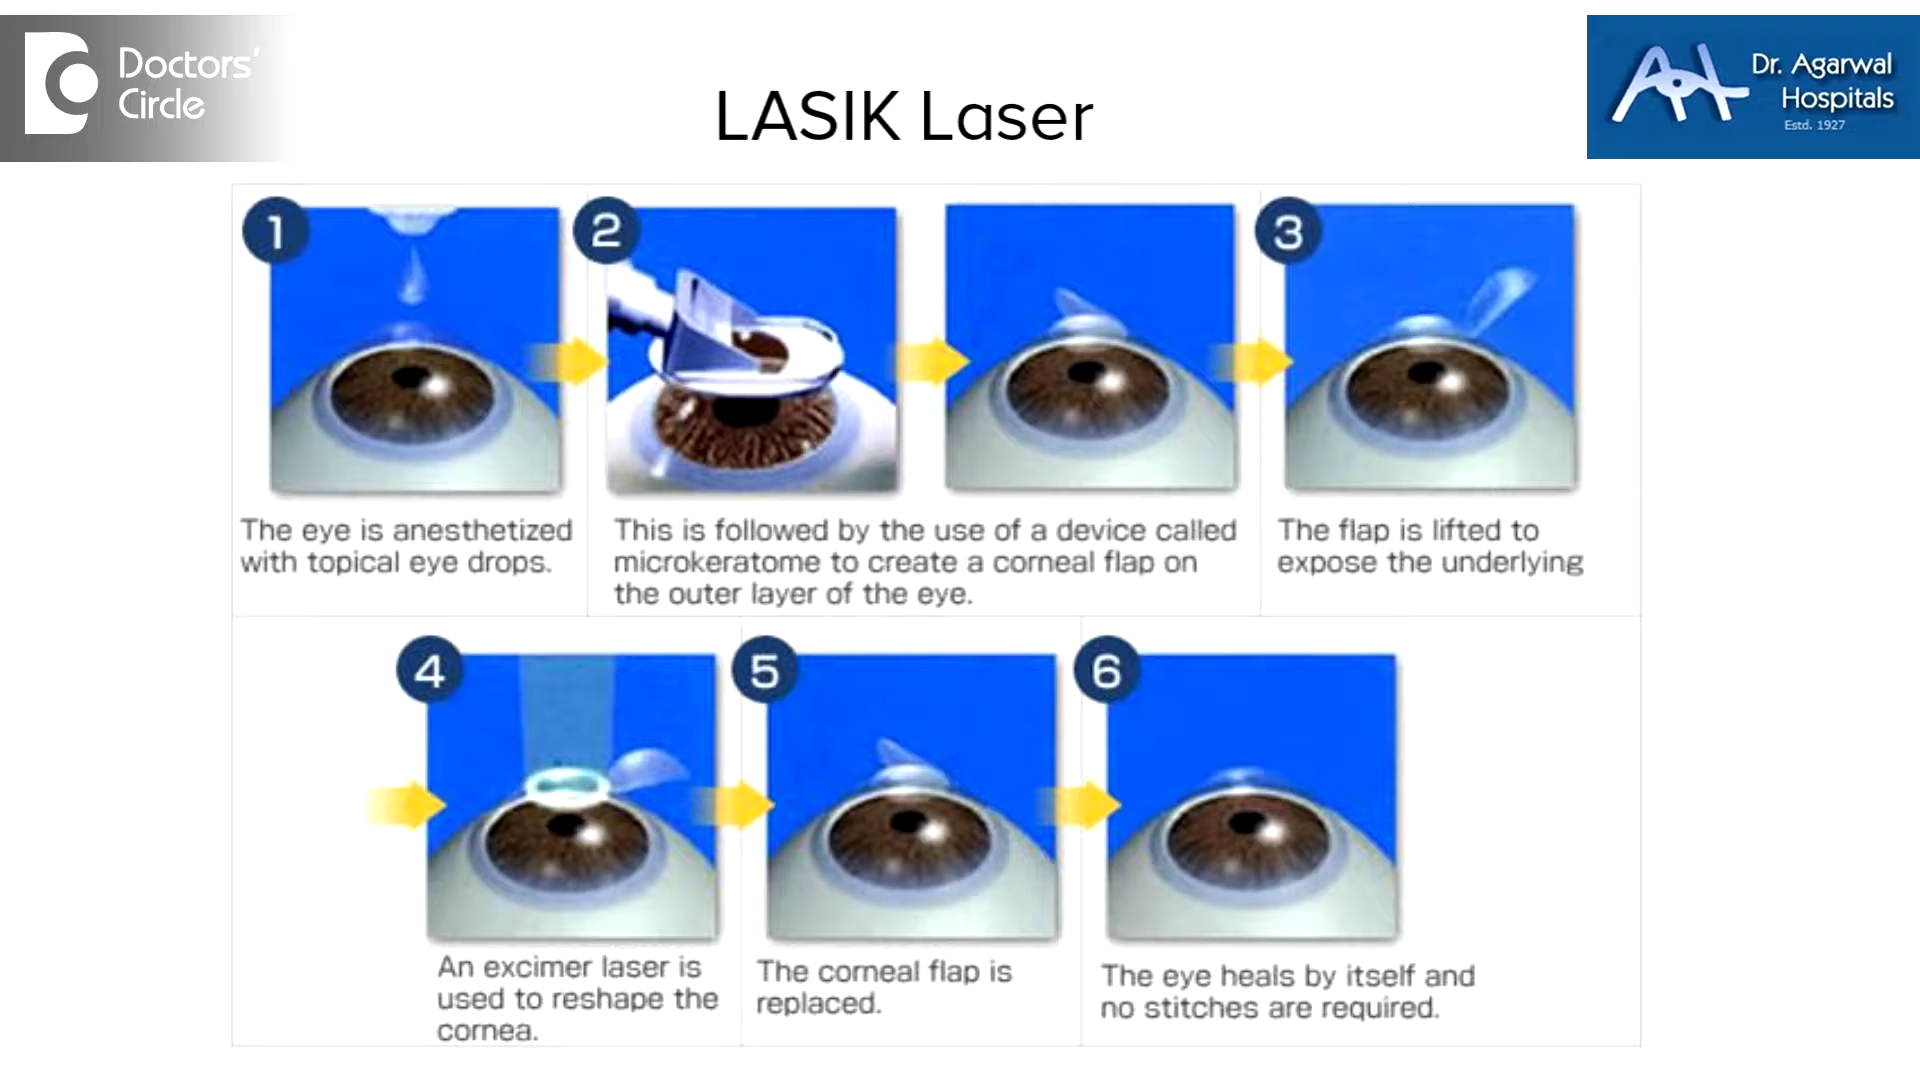 Doctors'
Circle
LASIK Laser
Dr. Agarwal
Hospitals
Estd. 1927
1
2
3
The eye is anesthetized
with topical eye drops.
This is followed by the use of a device called
microkeratome to create a corneal flap on
the outer layer of the eye.
The flap is lifted to
expose the underlying
4
5
6
An excimer laser is
used to reshape the
cornea.
The corneal flap is
replaced.
The eye heals by itself and
no stitches are required.